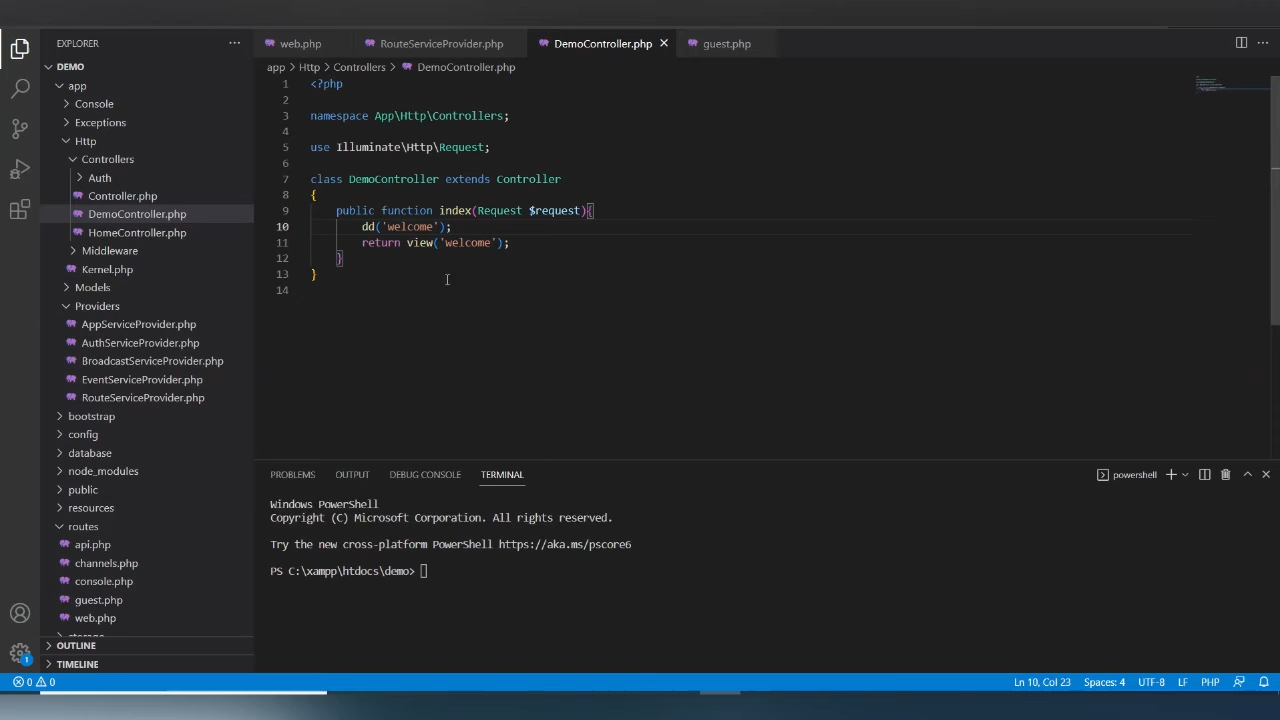 EXPLORER
DEMO
app
Console
Exceptions
Http
Controllers
Auth
Controller.php
DemoController.php
HomeController.php
Middleware
Kernel.php
Models
Providers
AppServiceProvider.php
AuthServiceProvider.php
BroadcastServiceProvider.php
EventServiceProvider.php
RouteServiceProvider.php
bootstrap
config
database
node_modules
public
resources
routes
api.php
channels.php
console.php
guest.php
web.php
OUTLINE
TIMELINE
web.php RouteServiceProvider.php DemoController.php guest.php
app > Http > Controllers > DemoController.php
1 <?php
2
3 namespace App\Http\Controllers;
4
5 use Illuminate\Http\Request;
6
7 class DemoController extends Controller
8 {
9 public function index(Request $request){
10 dd('welcome');
11 return view('welcome');
12 }
13 }
14
PROBLEMS OUTPUT DEBUG CONSOLE TERMINAL powershell
Windows PowerShell
Copyright (C) Microsoft Corporation. All rights reserved.
Try the new cross-platform PowerShell https://aka.ms/pscore6
PS C:\xampp\htdocs\demo>
1
0 0 Ln 10, Col 23 Spaces: 4 UTF-8 LF PHP